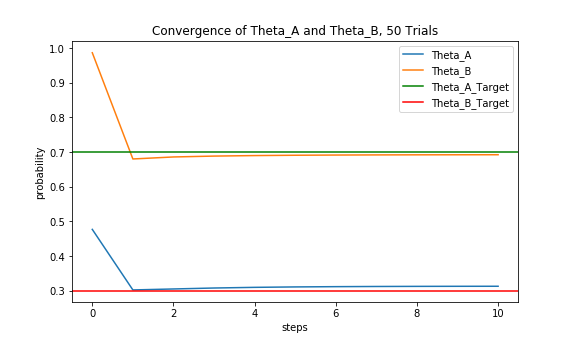 Convergence of Theta_A and Theta_B, 50 Trials
1.0
0.9
0.8
0.7
0.6
0.5
0.4
0.3
probability
Theta_A
Theta_B
Theta_A_Target
Theta_B_Target
0
2
4
6
8
10
steps